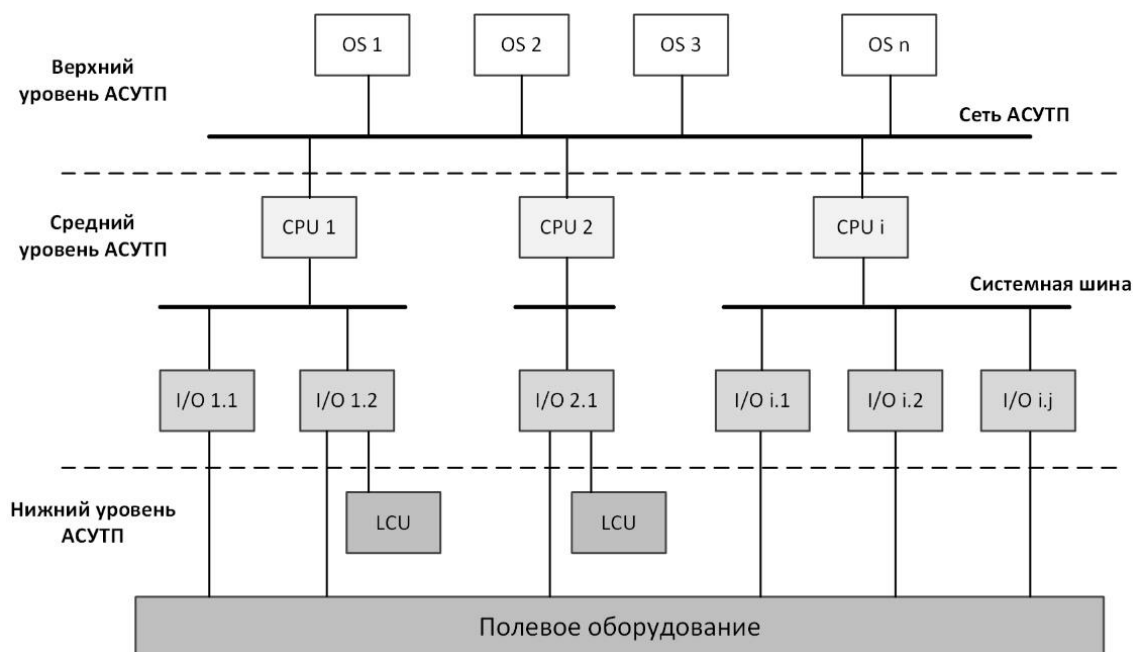 OS 1
OS 2
OS 3
OS n
Верхний
уровень АСУТП
Сеть АСУТП
Средний
уровень АСУТП
CPU 1
CPU 2
CPU i
Системная шина
I/O 1.1
I/O 1.2
I/O 2.1
I/O i.1
I/O i.2
I/O i.j
Нижний уровень
АСУТП
LCU
LCU
Полевое оборудование